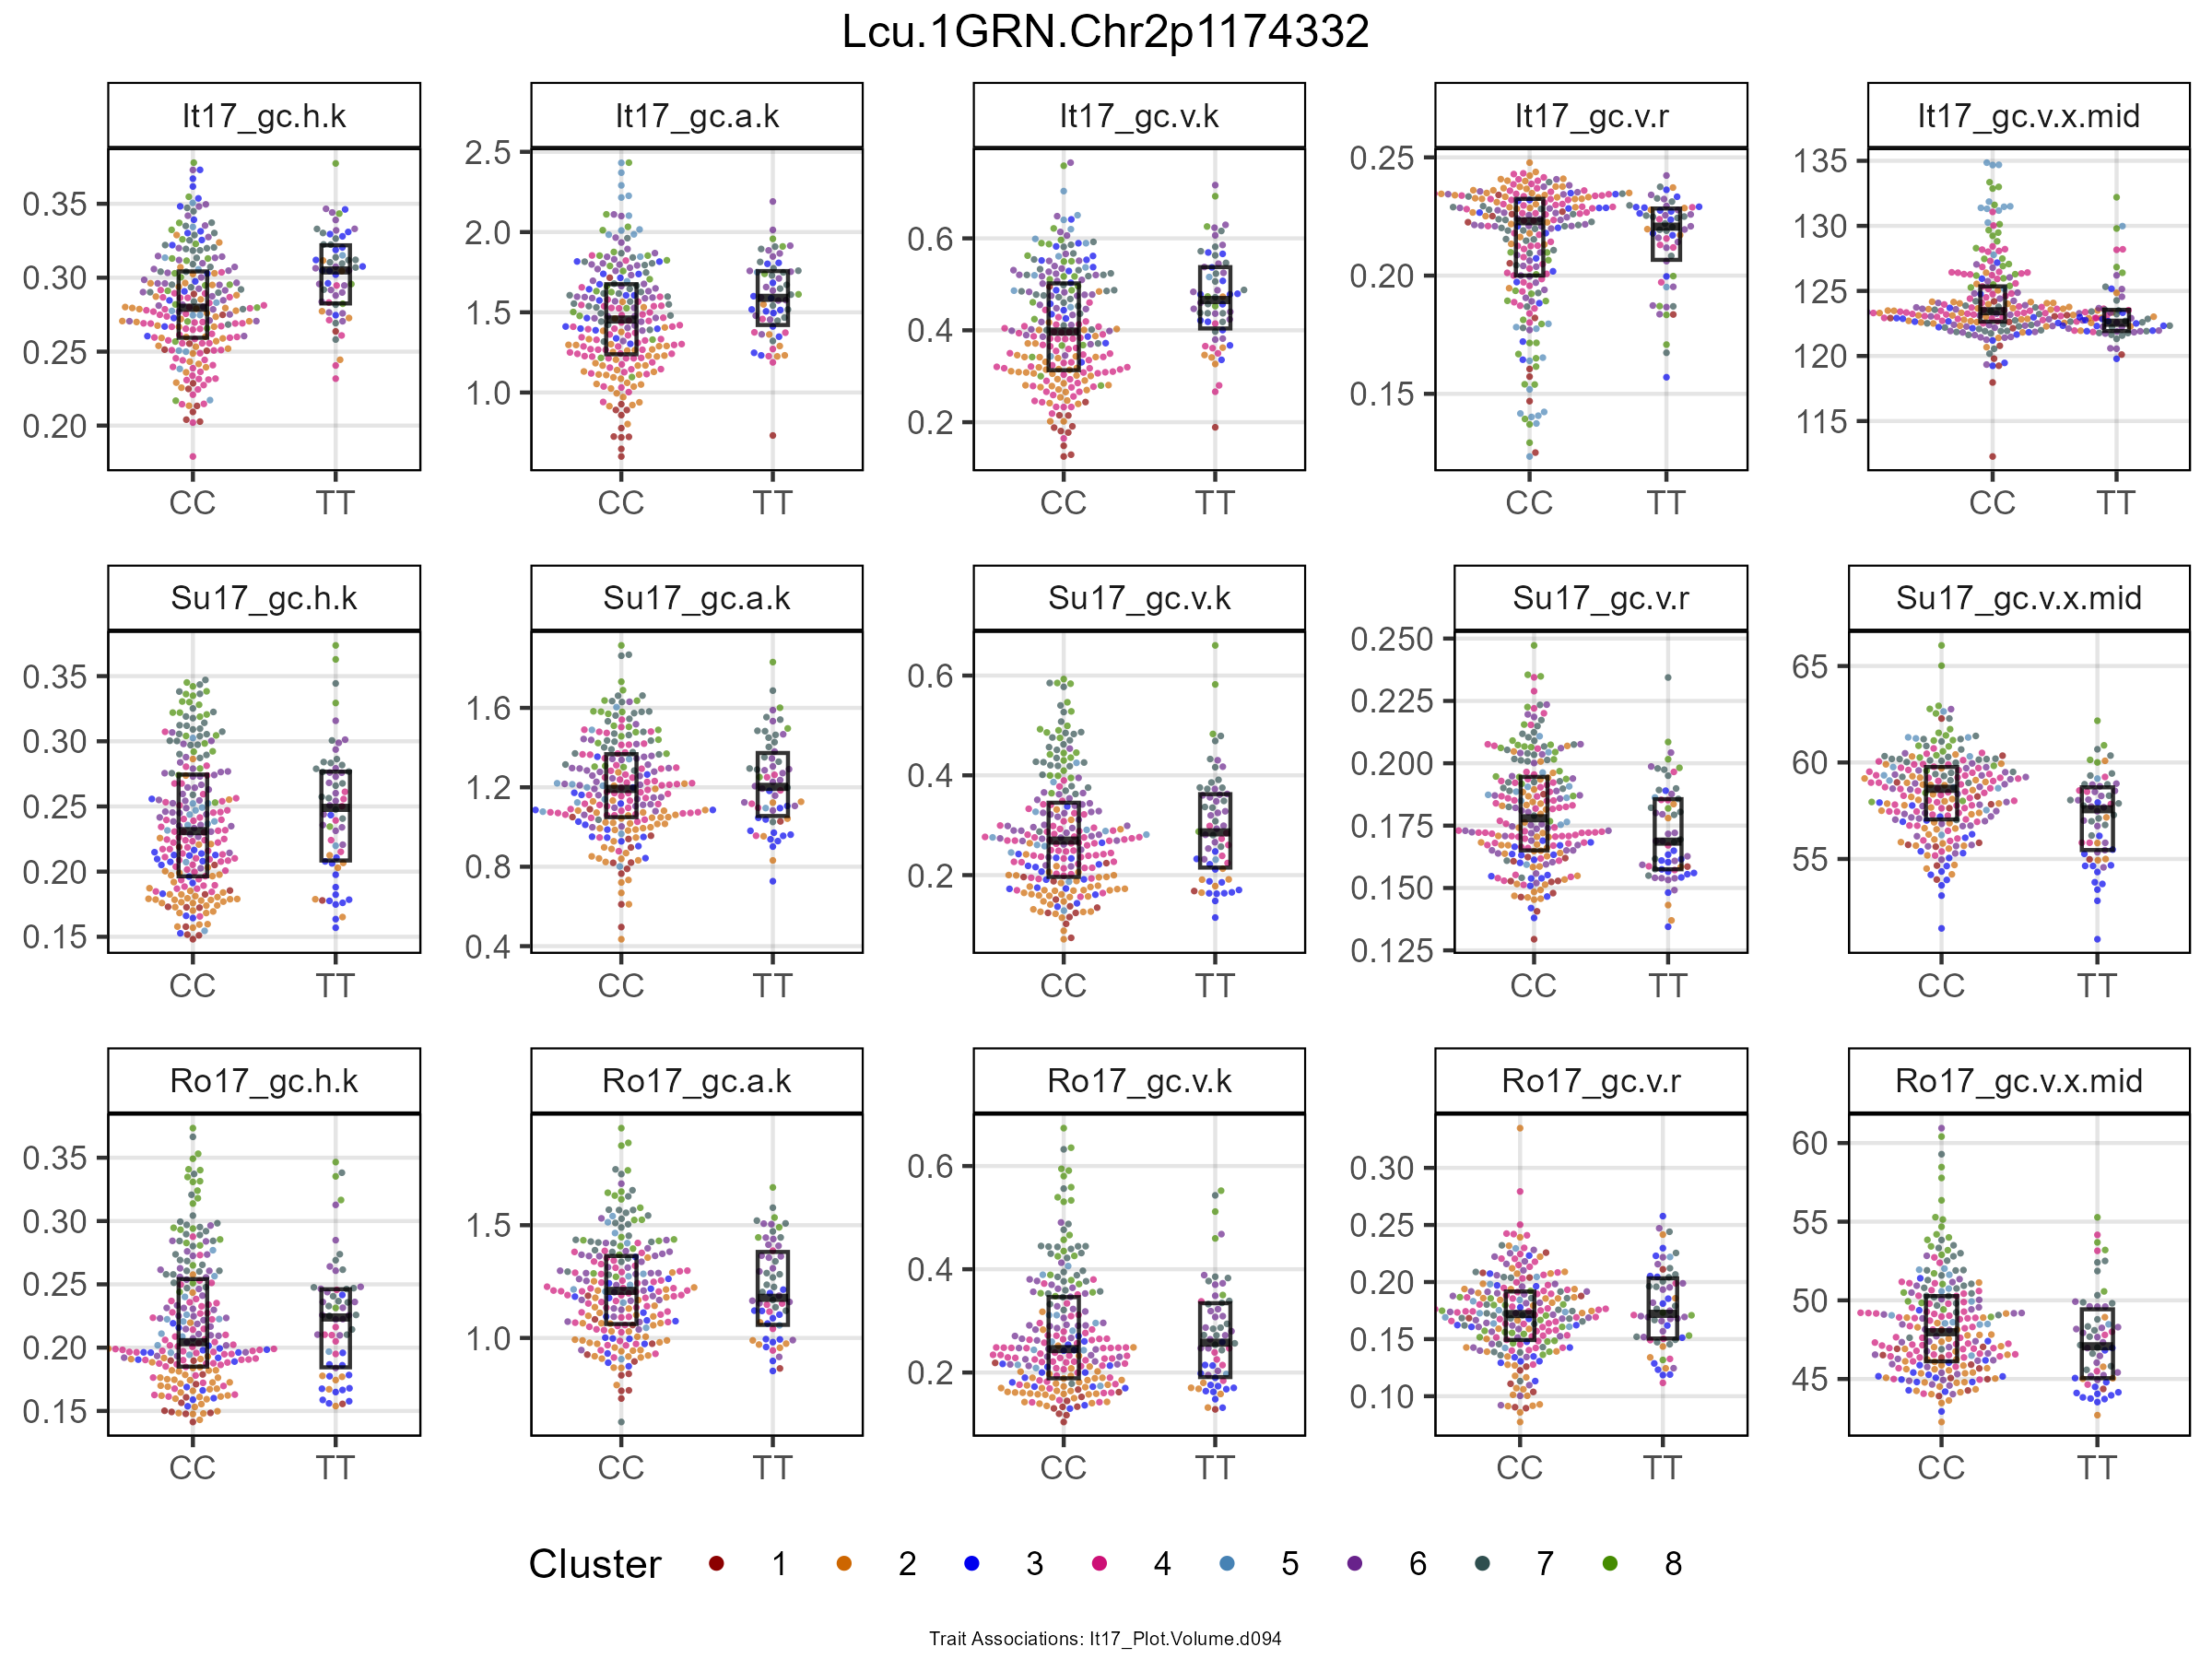 Lcu.1GRN.Chr2p1174332
It17_gc.h.k
It17_gc.a.k
It17_gc.v.k
It17_gc.v.r
It17_gc.v.x.mid
0.35
0.30
0.25
0.20
2.5
2.0
1.5
1.0
0.6
0.4
0.2
0.25
0.20
0.15
135
130
125
120
115
CC TT
CC TT
CC TT
CC TT
CC TT
Su17_gc.h.k
Su17_gc.a.k
Su17_gc.v.k
Su17_gc.v.r
Su17_gc.v.x.mid
0.35
0.30
0.25
0.20
0.15
1.6
1.2
0.8
0.4
0.6
0.4
0.2
0.250
0.225
0.200
0.175
0.150
0.125
65
60
55
CC TT
CC TT
CC TT
CC TT
CC TT
Ro17_gc.h.k
Ro17_gc.a.k
Ro17_gc.v.k
Ro17_gc.v.r
Ro17_gc.v.x.mid
0.35
0.30
0.25
0.20
0.15
1.5
1.0
0.6
0.4
0.2
0.30
0.25
0.20
0.15
0.10
60
55
50
45
CC TT
CC TT
CC TT
CC TT
CC TT
Cluster 1 2 3 4 5 6 7 8
Trait Associations: It17_Plot.Volume.d094